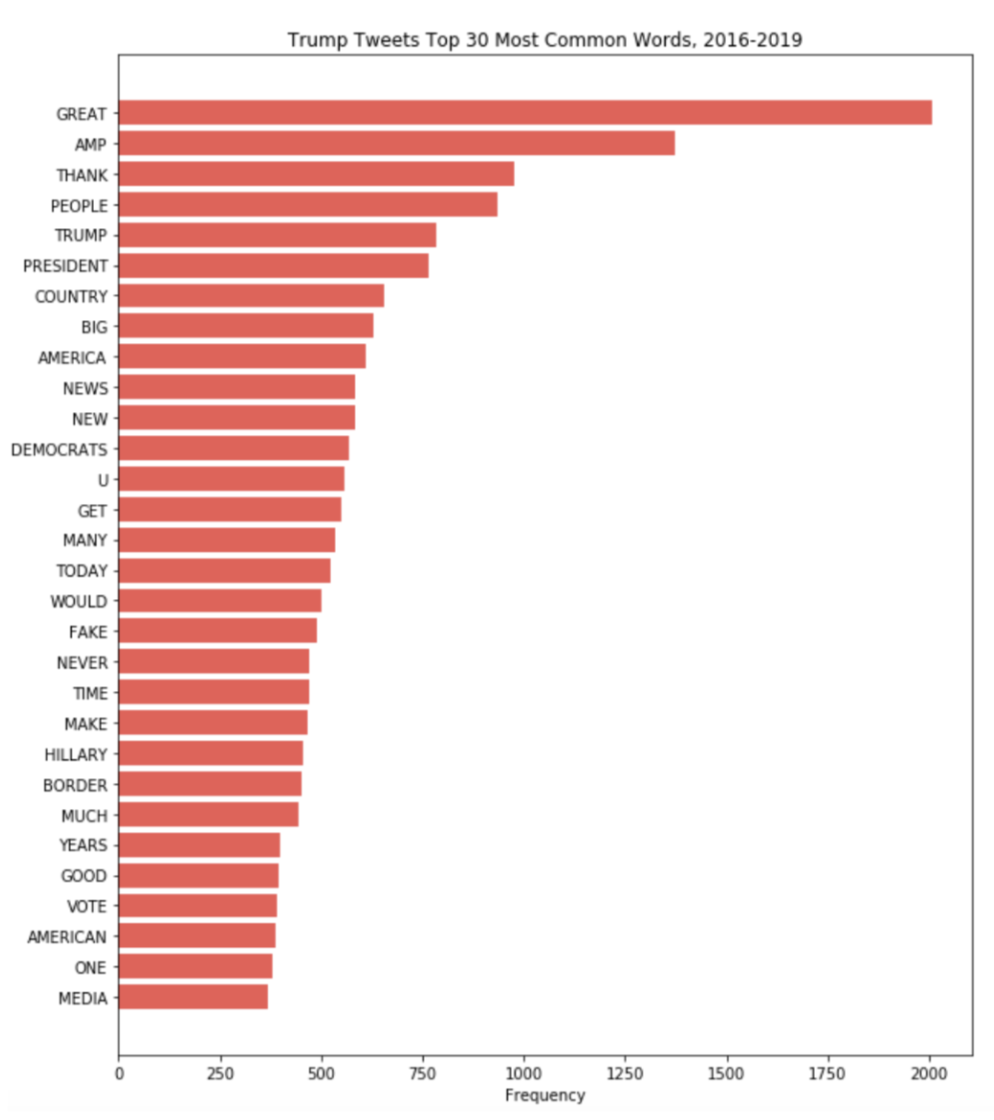 Trump Tweets Top 30 Most Common Words, 2016-2019
GREAT
AMP
THANK
PEOPLE
TRUMP
PRESIDENT
COUNTRY
BIG
AMERICA
NEWS
NEW
DEMOCRATS
U
GET
MANY
TODAY
WOULD
FAKE
NEVER
TIME
MAKE
HILLARY
BORDER
MUCH
YEARS
GOOD
VOTE
AMERICAN
ONE
MEDIA
0 250 500 750 1000 1250 1500 1750 2000
Frequency